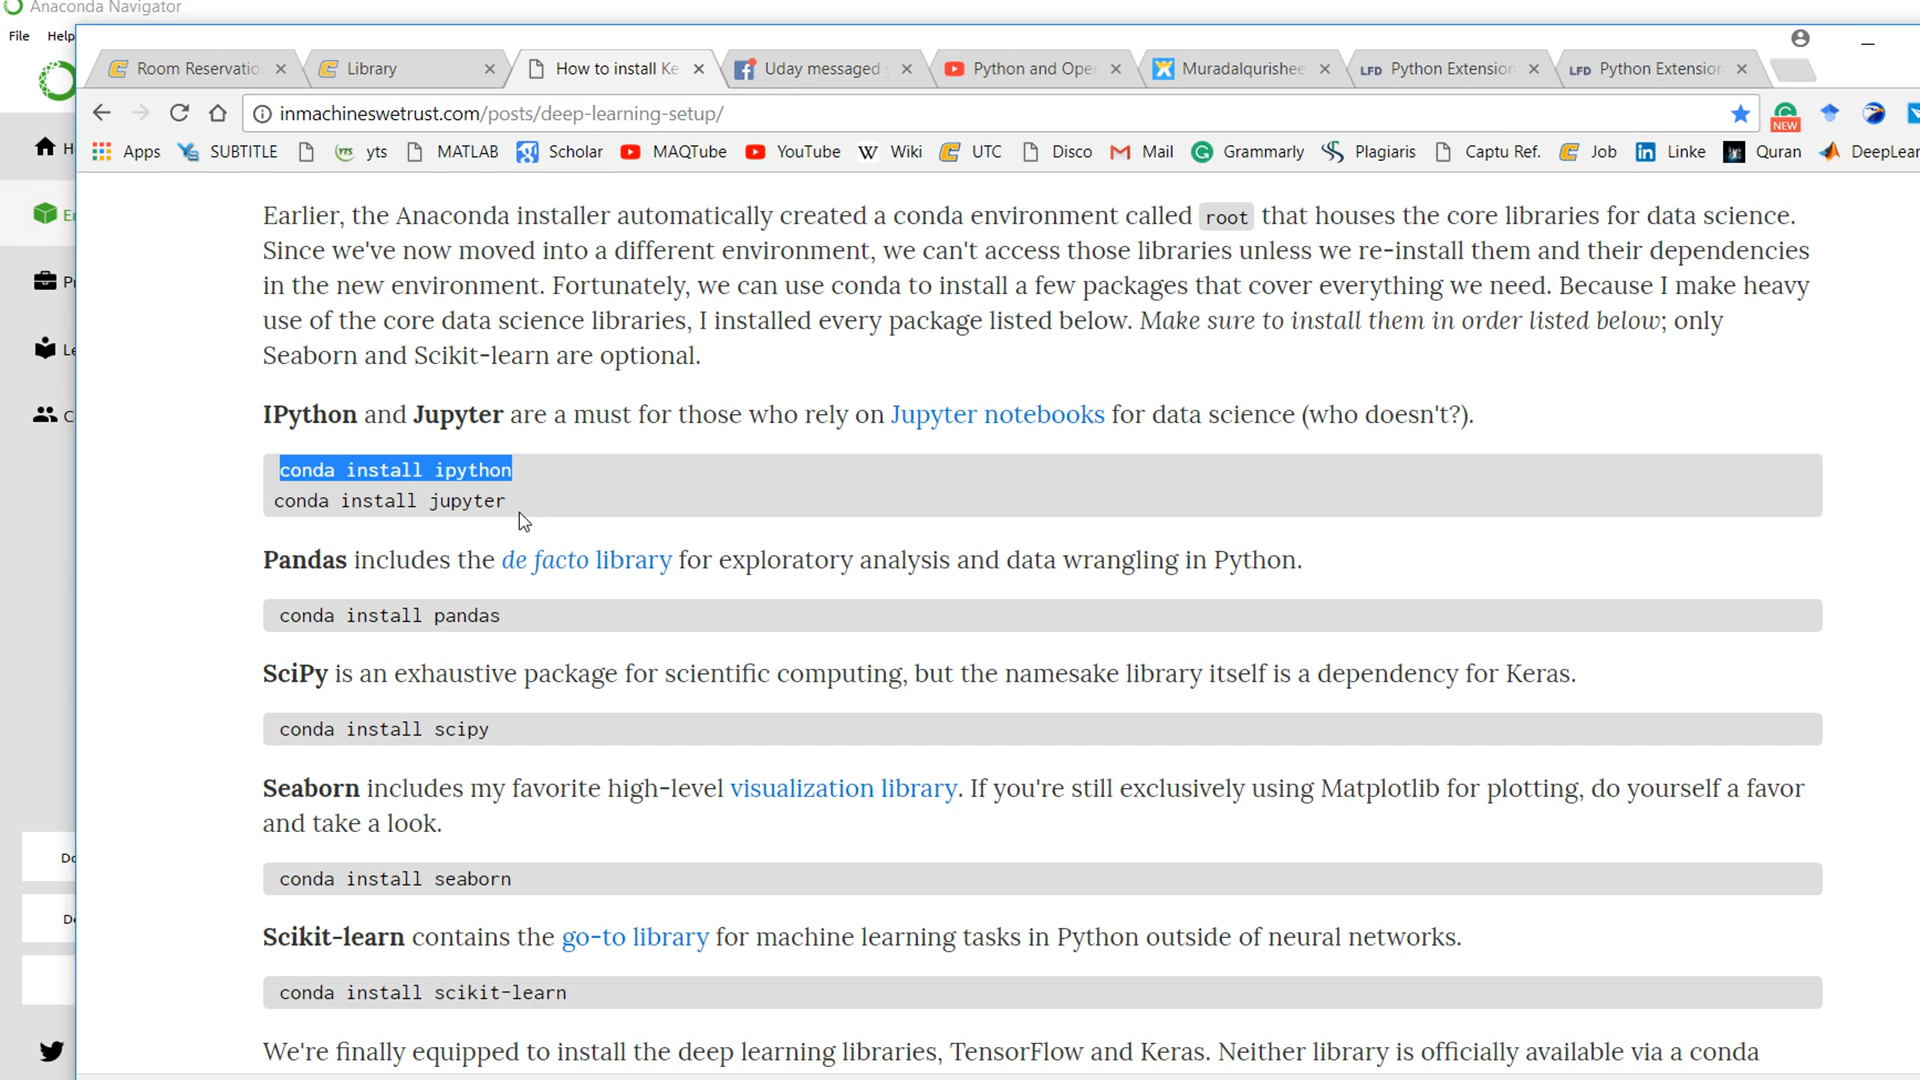 Anaconda Navigator
File Help
Room Reservatio Library How to install Ke Uday messaged Python and Ope Muradalqurishee LFD Python Extension LFD Python Extension
inmachineswetrust.com/posts/deep-learning-setup/
NEW
Apps SUBTITLE yts yts MATLAB Scholar MAQTube YouTube W Wiki UTC Disco Mail Grammarly Plagiaris Captu Ref. Job in Linke Quran DeepLear
Earlier, the Anaconda installer automatically created a conda environment called root that houses the core libraries for data science.
Since we've now moved into a different environment, we can't access those libraries unless we re-install them and their dependencies
in the new environment. Fortunately, we can use conda to install a few packages that cover everything we need. Because I make heavy
use of the core data science libraries, I installed every package listed below. Make sure to install them in order listed below; only
Seaborn and Scikit-learn are optional.
IPython and Jupyter are a must for those who rely on Jupyter notebooks for data science (who doesn't?).
conda install ipython
conda install jupyter
Pandas includes the de facto library for exploratory analysis and data wrangling in Python.
conda install pandas
SciPy is an exhaustive package for scientific computing, but the namesake library itself is a dependency for Keras.
conda install scipy
Seaborn includes my favorite high-level visualization library. If you're still exclusively using Matplotlib for plotting, do yourself a favor
and take a look.
conda install seaborn
Scikit-learn contains the go-to library for machine learning tasks in Python outside of neural networks.
conda install scikit-learn
We're finally equipped to install the deep learning libraries, TensorFlow and Keras. Neither library is officially available via a conda